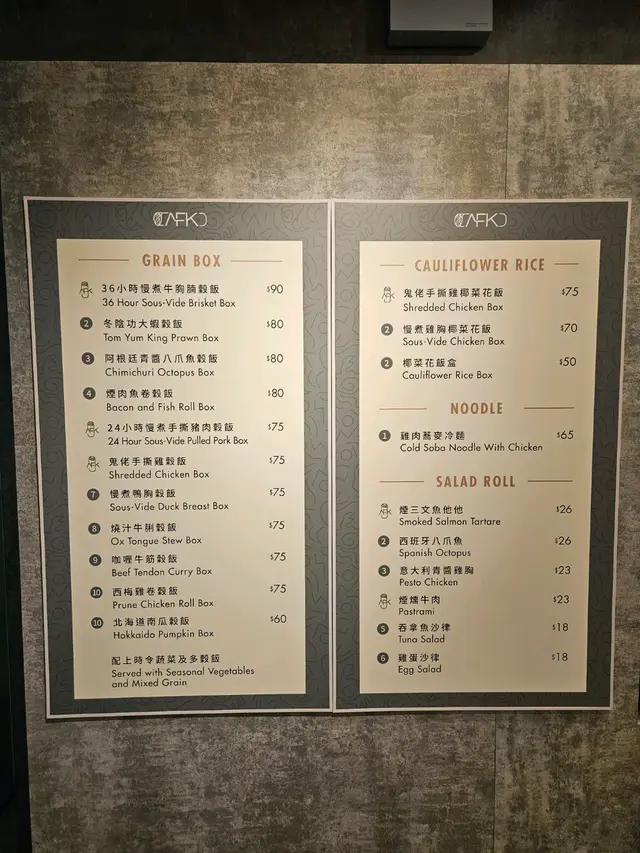 AFK
GRAIN BOX
36小時慢煮牛胸腩穀飯 $90
36 Hour Sous-Vide Brisket Box
2 冬陰功大蝦穀飯 $80
Tom Yum King Prawn Box
3 阿根廷青醬八爪魚穀飯 $80
Chimichuri Octopus Box
4 煙肉魚卷穀飯 $80
Bacon and Fish Roll Box
24小時慢煮手撕豬肉穀飯 $75
24 Hour Sous-Vide Pulled Pork Box
鬼佬手撕雞穀飯 $75
Shredded Chicken Box
7 慢煮鴨胸穀飯 $75
Sous-Vide Duck Breast Box
8 燒汁牛脷穀飯 $75
Ox Tongue Stew Box
9 咖喱牛筋穀飯 $75
Beef Tendon Curry Box
10 西梅雞卷穀飯 $75
Prune Chicken Roll Box
10 北海道南瓜穀飯 $60
Hokkaido Pumpkin Box
配上時令蔬菜及多穀飯
Served with Seasonal Vegetables
and Mixed Grain
AFK
CAULIFLOWER RICE
鬼佬手撕雞椰菜花飯 $75
Shredded Chicken Box
2 慢煮雞胸椰菜花飯 $70
Sous-Vide Chicken Box
2 椰菜花飯盒 $50
Cauliflower Rice Box
NOODLE
1 雞肉蕎麥冷麵 $65
Cold Soba Noodle With Chicken
SALAD ROLL
煙三文魚他他 $26
Smoked Salmon Tartare
2 西班牙八爪魚 $26
Spanish Octopus
3 意大利青醬雞胸 $23
Pesto Chicken
煙燻牛肉 $23
Pastrami
5 吞拿魚沙律 $18
Tuna Salad
6 雞蛋沙律 $18
Egg Salad